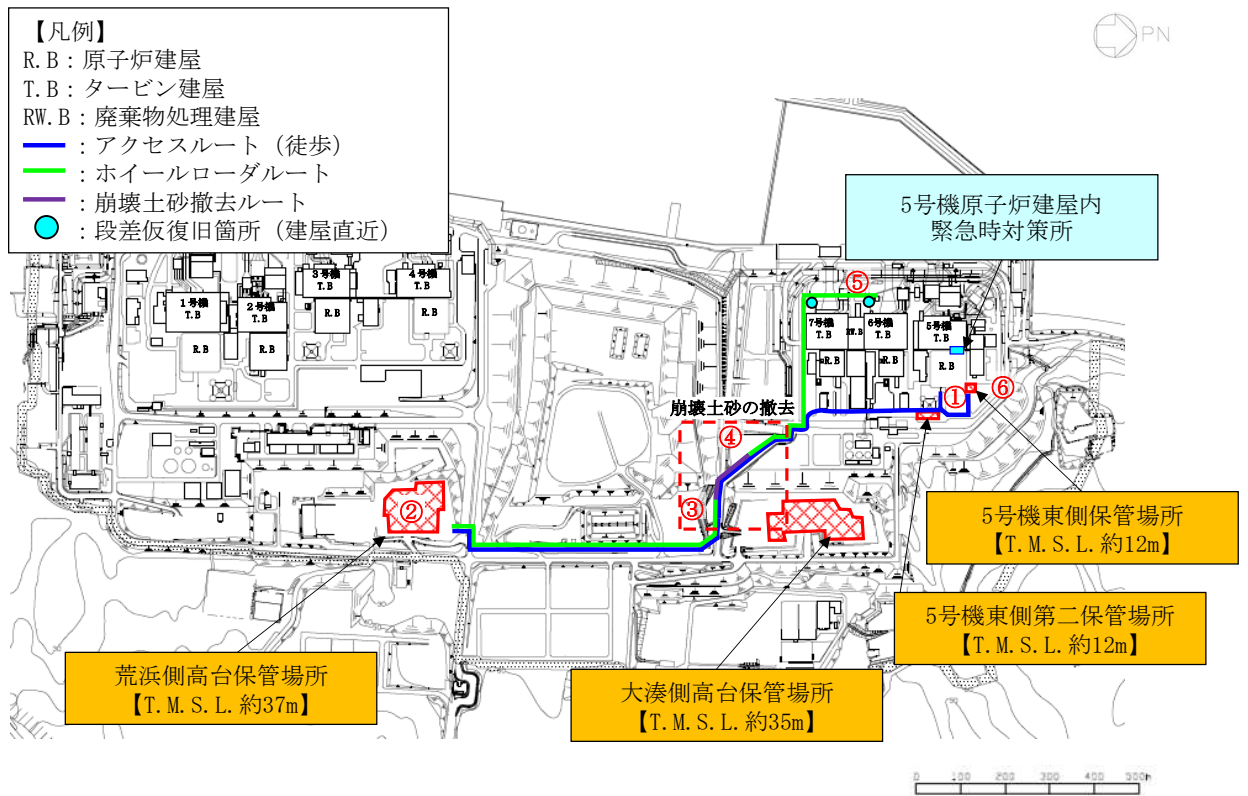 【凡例】
R.B：原子炉建屋
T.B：タービン建屋
RW.B：廃棄物処理建屋
：アクセスルート（徒歩）
：ホイールローダルート
：崩壊土砂撤去ルート
：段差仮復旧箇所（建屋直近）
PN
5号機原子炉建屋内
緊急時対策所
1号機
T.B
2号機
T.B
3号機
T.B
4号機
T.B
R.B
R.B
R.B
R.B
⑤
7号機
T.B
RW.B
6号機
T.B
5号機
T.B
R.B
R.B
R.B
①
⑥
崩壊土砂の撤去
④
②
③
5号機東側保管場所
【T.M.S.L.約12m】
5号機東側第二保管場所
【T.M.S.L.約12m】
荒浜側高台保管場所
【T.M.S.L.約37m】
大湊側高台保管場所
【T.M.S.L.約35m】
0 100 200 300 400 500m